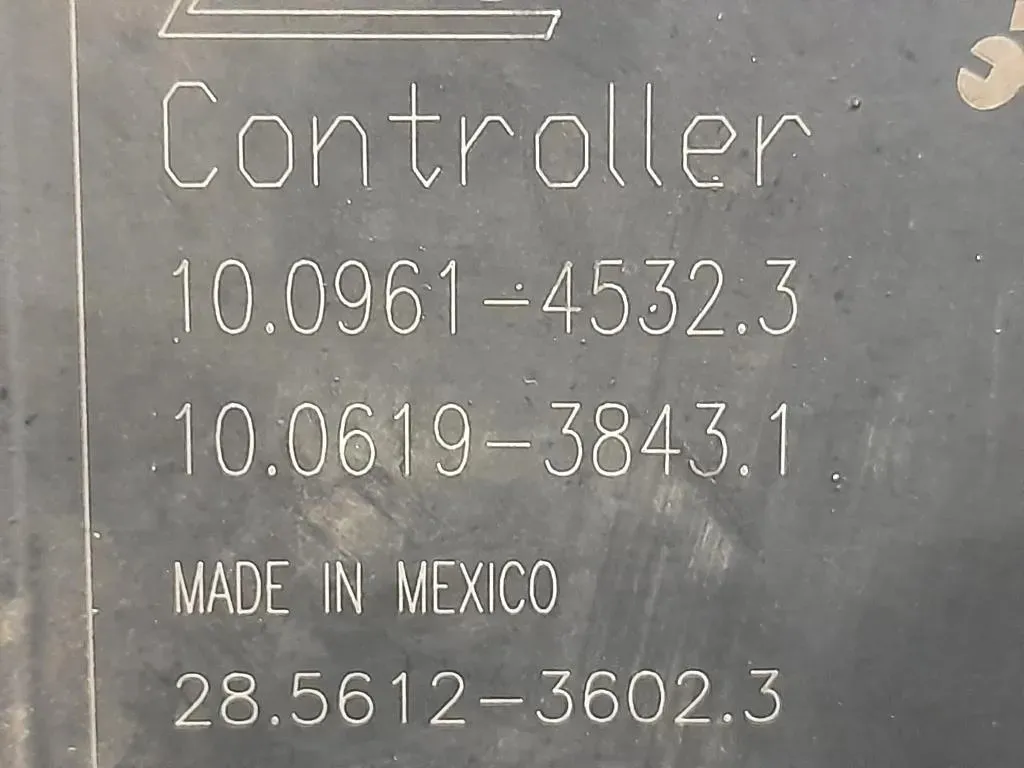 Controller
10.0961-4532.3
10.0619-3843.1
MADE IN MEXICO
28.5612-3602.3